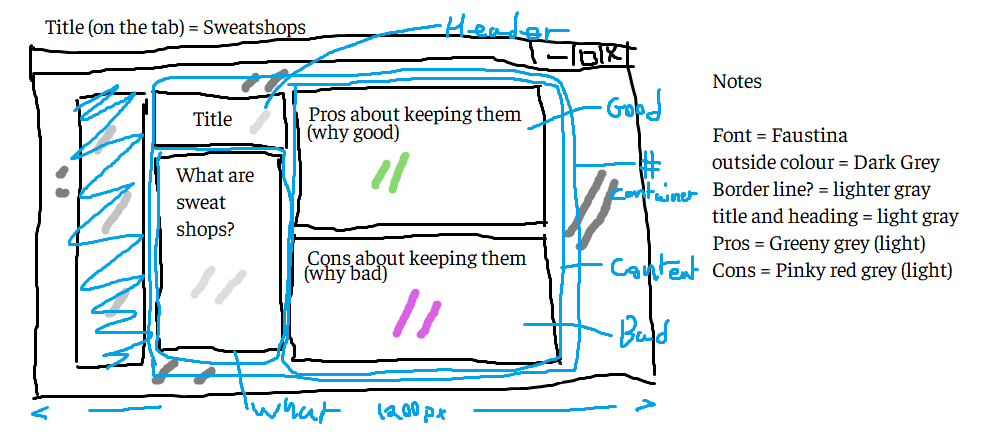 Title (on the tab) = Sweatshops
Header
Title
Pros about keeping them
(why good)
Good
What are
sweat
shops?
#
container
Cons about keeping them
(why bad)
Content
Bad
What
1200px
Notes
Font = Faustina
outside colour = Dark Grey
Border line? = lighter gray
title and heading = light gray
Pros = Greeny grey (light)
Cons = Pinky red grey (light)